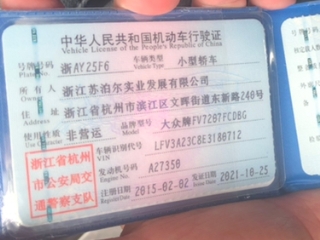 中华人民共和国机动车行驶证
Vehicle License of the People's Republic of China
号牌号码 浙AY25F6 车辆类型 小型轿车
Plate No. Vehicle Type
所有人 浙江苏泊尔实业发展有限公司
Owner
住址 浙江省杭州市滨江区文晖街道东新路240号
Address
使用性质 非营运 品牌型号 大众牌FV7207FCDBG
Use Character Model
浙江省杭州市公安局交通警察支队
车辆识别代号 LFV3A23C8E3180712
VIN
发动机号码 A27350
Engine No.
注册日期 2015-02-02 发证日期 2021-10-25
Register Date Issue Date